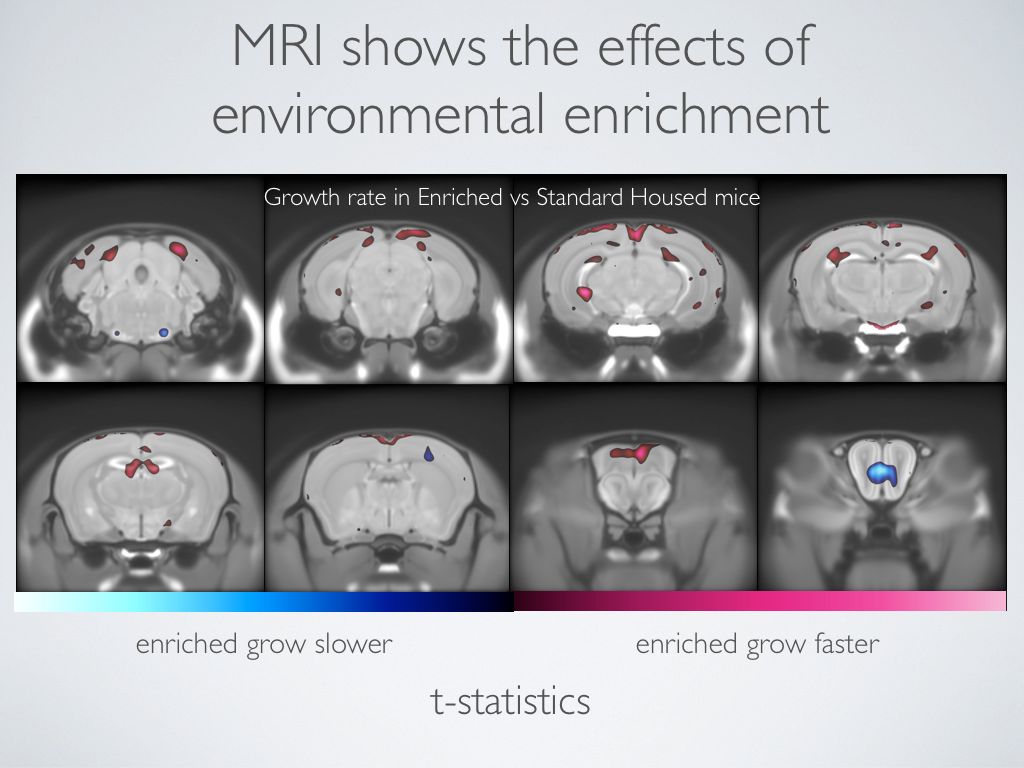 MRI shows the effects of
environmental enrichment
Growth rate in Enriched vs Standard Housed mice
enriched grow slower
enriched grow faster
t-statistics